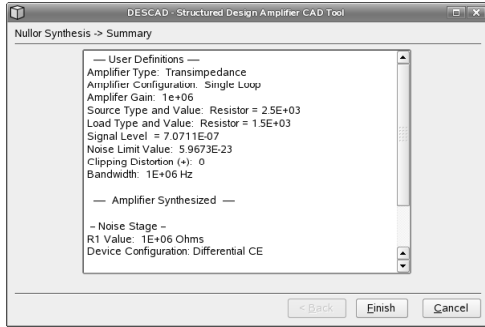 DESCAD - Structured Design Amplifier CAD Tool
Nullor Synthesis -> Summary
— User Definitions —
Amplifier Type: Transimpedance
Amplifier Configuration: Single Loop
Amplifer Gain: 1e+06
Source Type and Value: Resistor = 2.5E+03
Load Type and Value: Resistor = 1.5E+03
Signal Level = 7.0711E-07
Noise Limit Value: 5.9673E-23
Clipping Distortion (+): 0
Bandwidth: 1E+06 Hz
— Amplifier Synthesized —
– Noise Stage –
R1 Value: 1E+06 Ohms
Device Configuration: Differential CE
< Back Finish Cancel